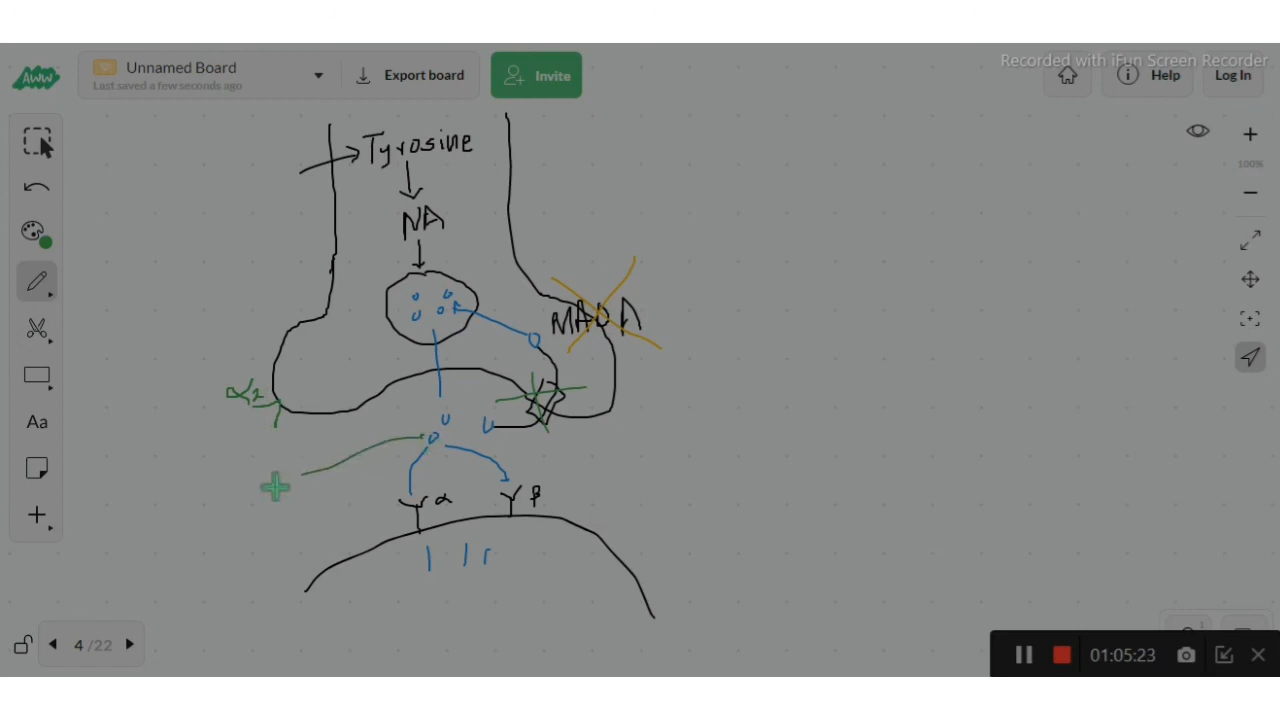 Recorded with iFun Screen Recorder
AWW
Unnamed Board
Last saved a few seconds ago
Export board
Invite
Help
Log In
100%
Tyrosine
NA
MAO A
α2
α
β
Aa
4 /22
01:05:23